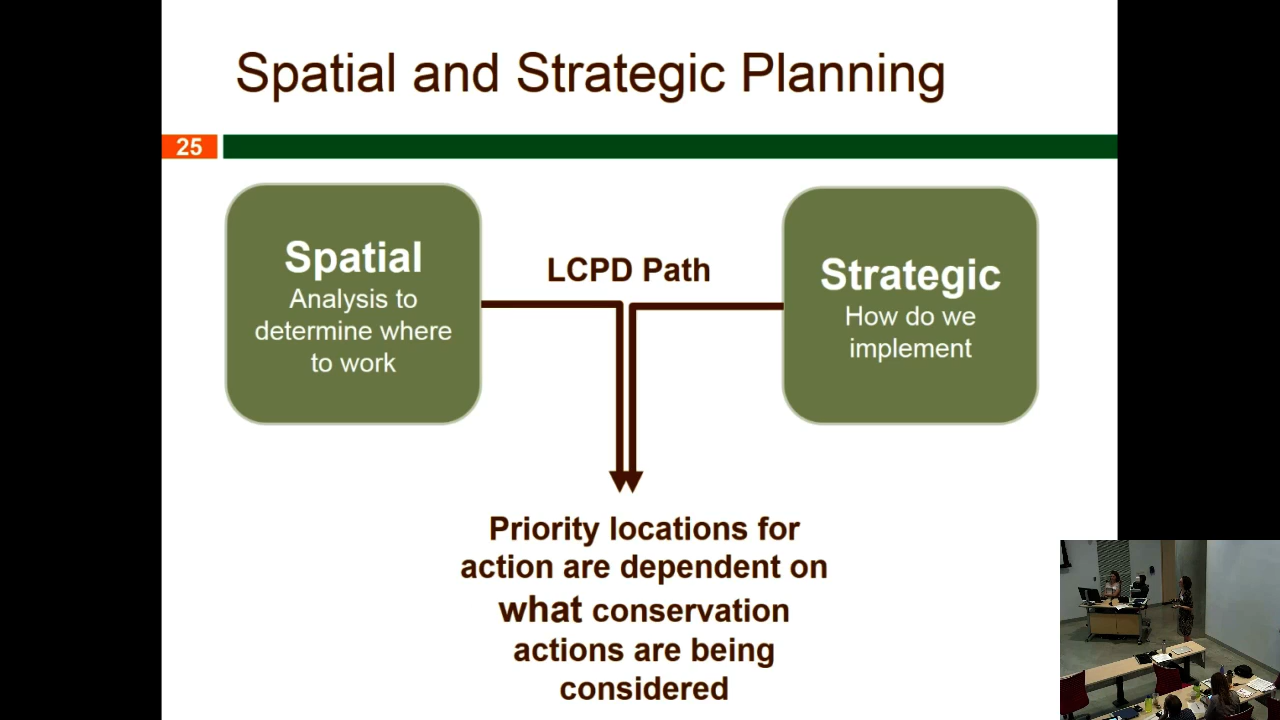 Spatial and Strategic Planning
25
Spatial
Analysis to
determine where
to work
LCPD Path
Strategic
How do we
implement
Priority locations for
action are dependent on
what conservation
actions are being
considered